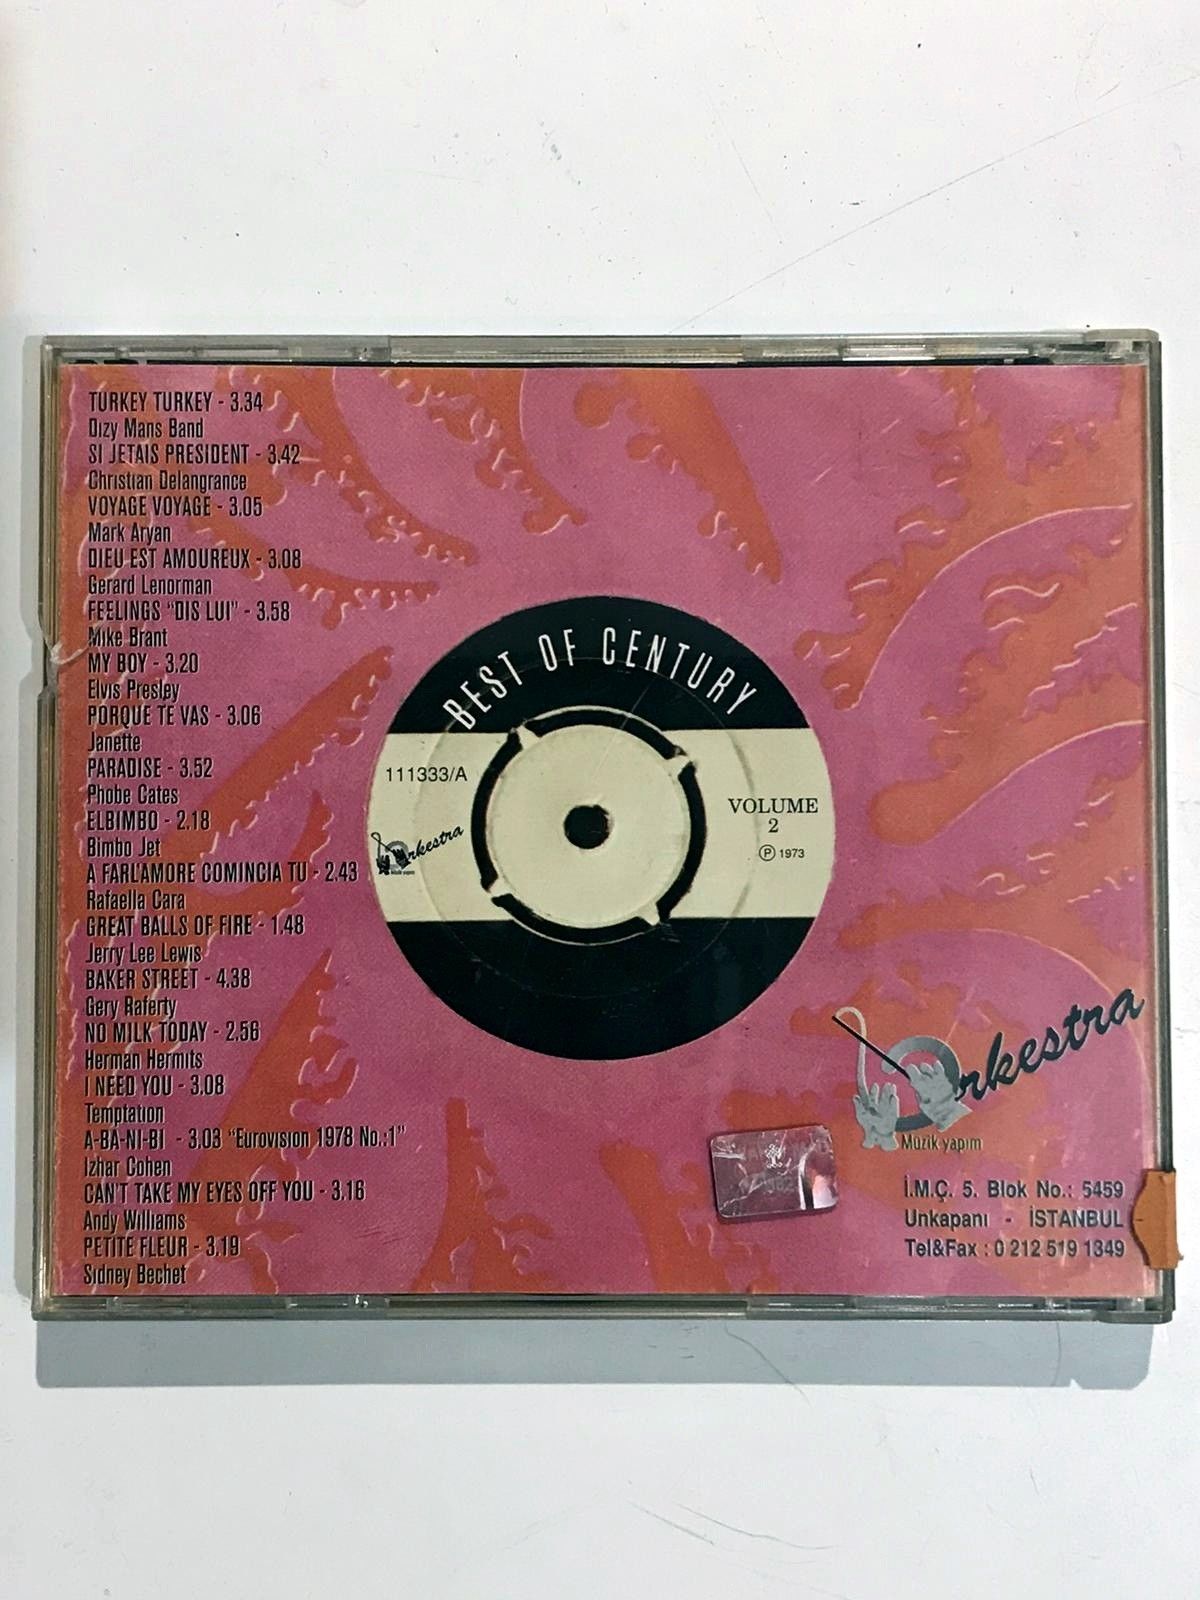 TURKEY TURKEY - 3.34
Dizy Mans Band
SI JETAIS PRESIDENT - 3.42
Christian Delangrance
VOYAGE VOYAGE - 3.05
Mark Aryan
DIEU EST AMOUREUX - 3.08
Gerard Lenorman
FEELINGS "DIS LUI" - 3.58
Mike Brant
MY BOY - 3.20
Elvis Presley
PORQUE TE VAS - 3.06
Janette
PARADISE - 3.52
Phobe Cates
ELBIMBO - 2.18
Bimbo Jet
A FARL'AMORE COMINCIA TU - 2.43
Rafaella Cara
GREAT BALLS OF FIRE - 1.48
Jerry Lee Lewis
BAKER STREET - 4.38
Gery Raferty
NO MILK TODAY - 2.56
Herman Hermits
I NEED YOU - 3.08
Temptation
A-BA-NI-BI - 3.03 "Eurovision 1978 No.:1"
Izhar Cohen
CAN'T TAKE MY EYES OFF YOU - 3.16
Andy Williams
PETITE FLEUR - 3.19
Sidney Bechet
BEST OF CENTURY
111333/A
Orkestra
müzik yapım
VOLUME
2
℗ 1973
Orkestra
Müzik yapım
İ.M.Ç. 5. Blok No.: 5459
Unkapanı - İSTANBUL
Tel&Fax : 0 212 519 1349